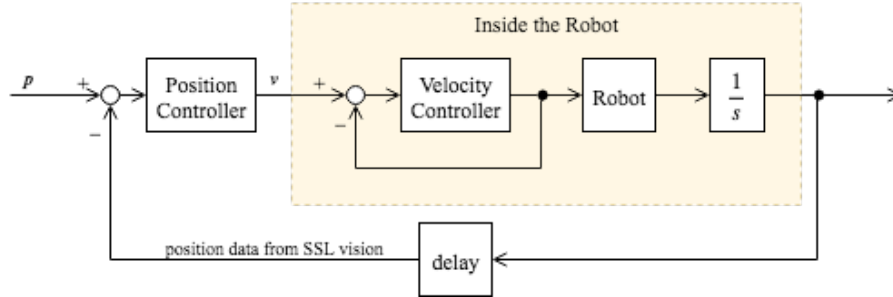 Inside the Robot
p
+
−
Position
Controller
v
+
−
Velocity
Controller
Robot
1
s
position data from SSL vision
delay